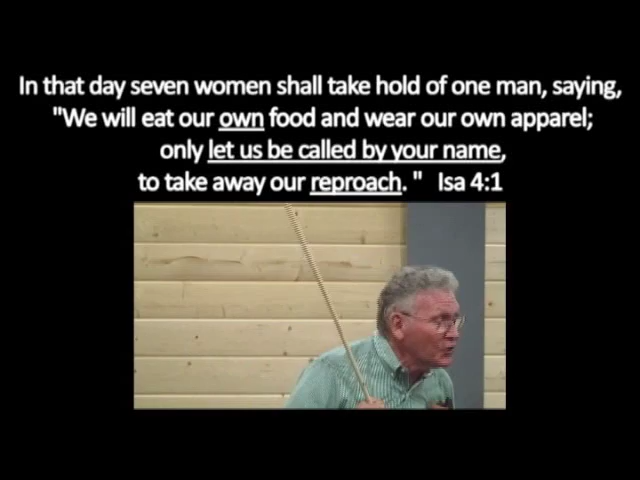 In that day seven women shall take hold of one man, saying,
"We will eat our own food and wear our own apparel;
only let us be called by your name,
to take away our reproach. " Isa 4:1